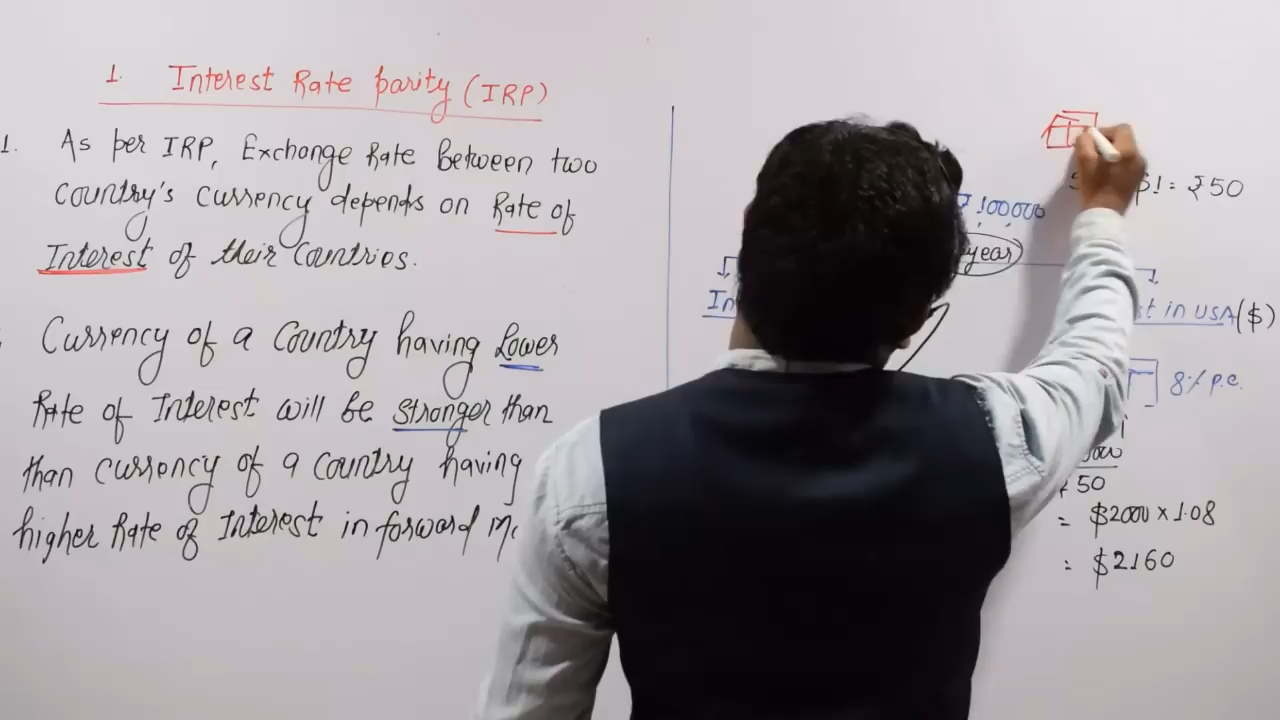 1. Interest Rate parity (IRP)
1. As per IRP, Exchange Rate Between two
Country's currency depends on Rate of
Interest of their Countries.
Currency of a Country having Lower
Rate of Interest will be stronger than
than currency of a Country having
higher Rate of Interest in forward
$1 = ₹50
₹ 100,000
year
In
st in USA ($)
8% p.c.
50
= $2000 x 1.08
= $2160